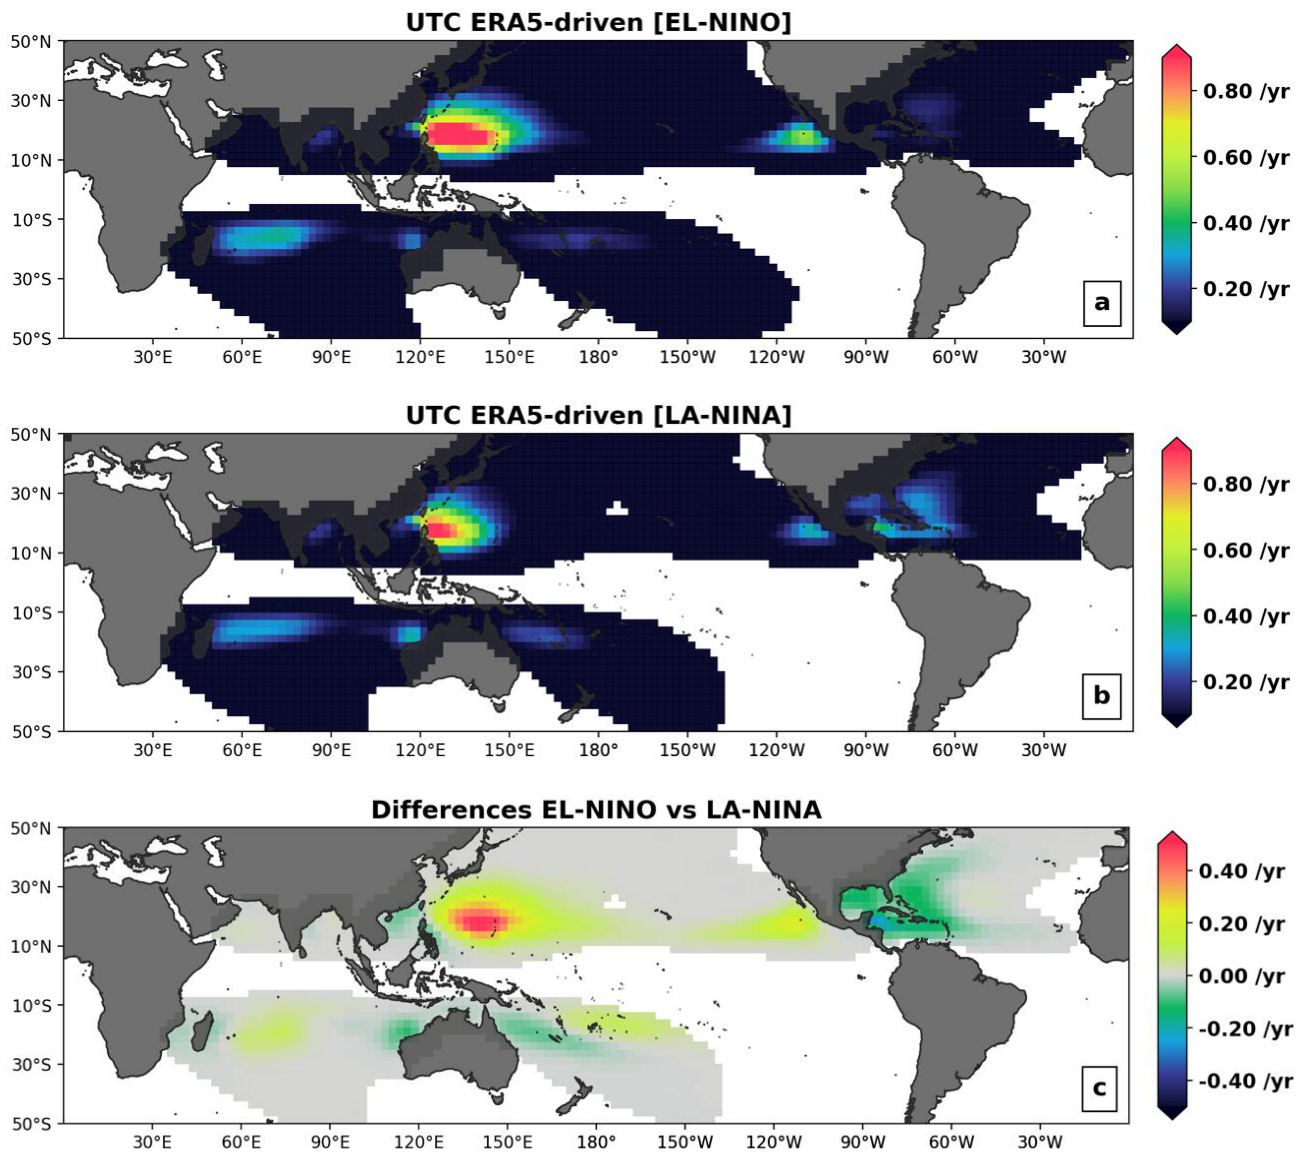 UTC ERA5-driven [EL-NINO]
50°N
30°N
10°N
10°S
30°S
50°S
30°E 60°E 90°E 120°E 150°E 180° 150°W 120°W 90°W 60°W 30°W
0.80 /yr
0.60 /yr
0.40 /yr
0.20 /yr
a
UTC ERA5-driven [LA-NINA]
50°N
30°N
10°N
10°S
30°S
50°S
30°E 60°E 90°E 120°E 150°E 180° 150°W 120°W 90°W 60°W 30°W
0.80 /yr
0.60 /yr
0.40 /yr
0.20 /yr
b
Differences EL-NINO vs LA-NINA
50°N
30°N
10°N
10°S
30°S
50°S
30°E 60°E 90°E 120°E 150°E 180° 150°W 120°W 90°W 60°W 30°W
0.40 /yr
0.20 /yr
0.00 /yr
-0.20 /yr
-0.40 /yr
c